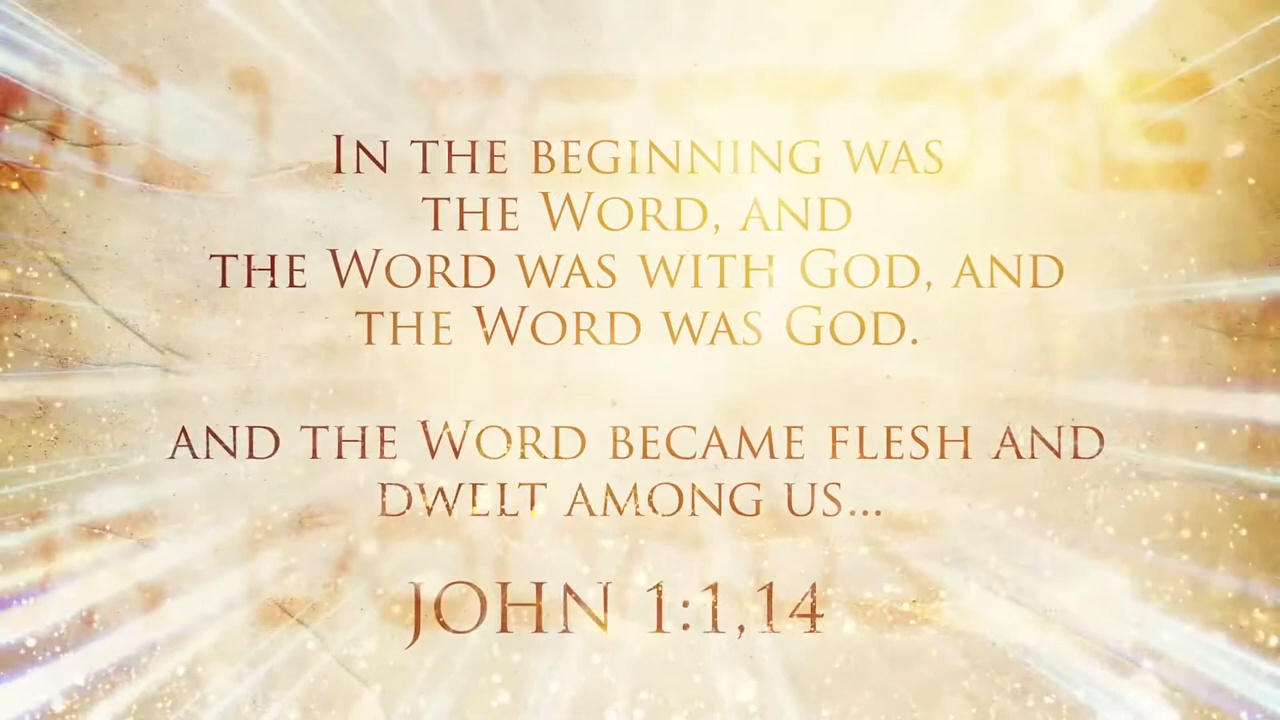 In the beginning was
the Word, and
the Word was with God, and
the Word was God.
and the Word became flesh and
dwelt among us...
JOHN 1:1,14